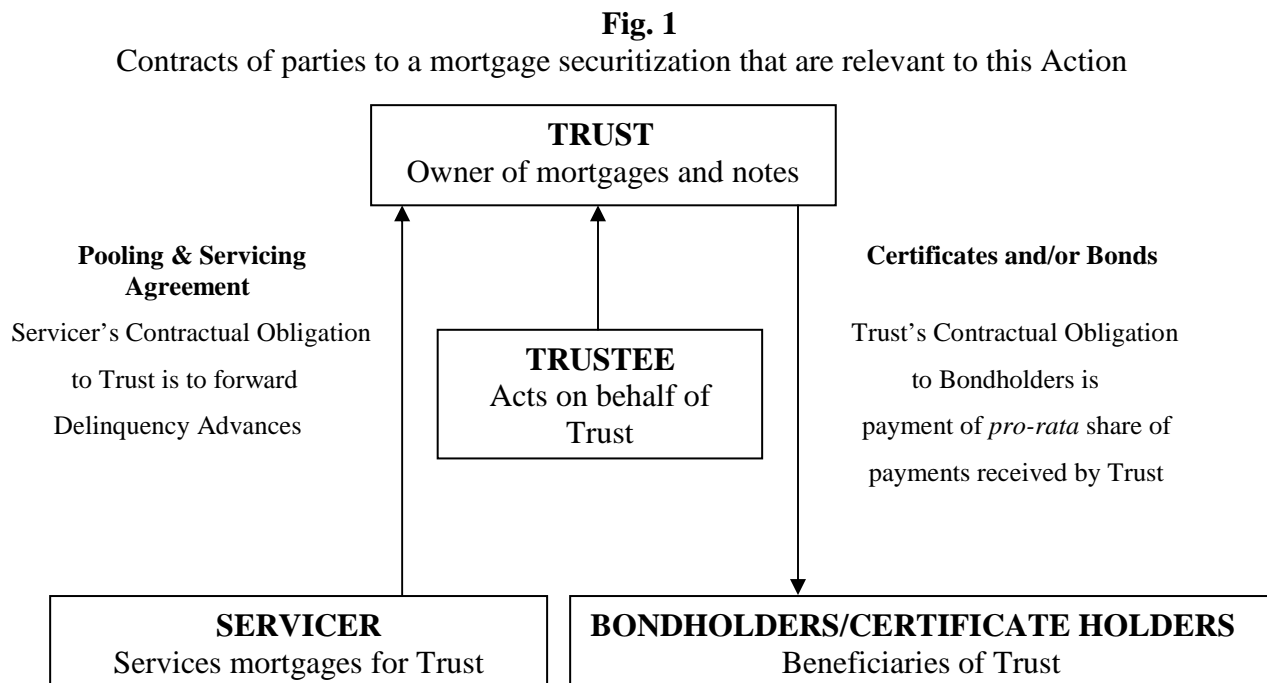 Fig. 1
Contracts of parties to a mortgage securitization that are relevant to this Action
TRUST
Owner of mortgages and notes
Pooling & Servicing
Agreement
Servicer’s Contractual Obligation
to Trust is to forward
Delinquency Advances
TRUSTEE
Acts on behalf of
Trust
Certificates and/or Bonds
Trust’s Contractual Obligation
to Bondholders is
payment of pro-rata share of
payments received by Trust
SERVICER
Services mortgages for Trust
BONDHOLDERS/CERTIFICATE HOLDERS
Beneficiaries of Trust